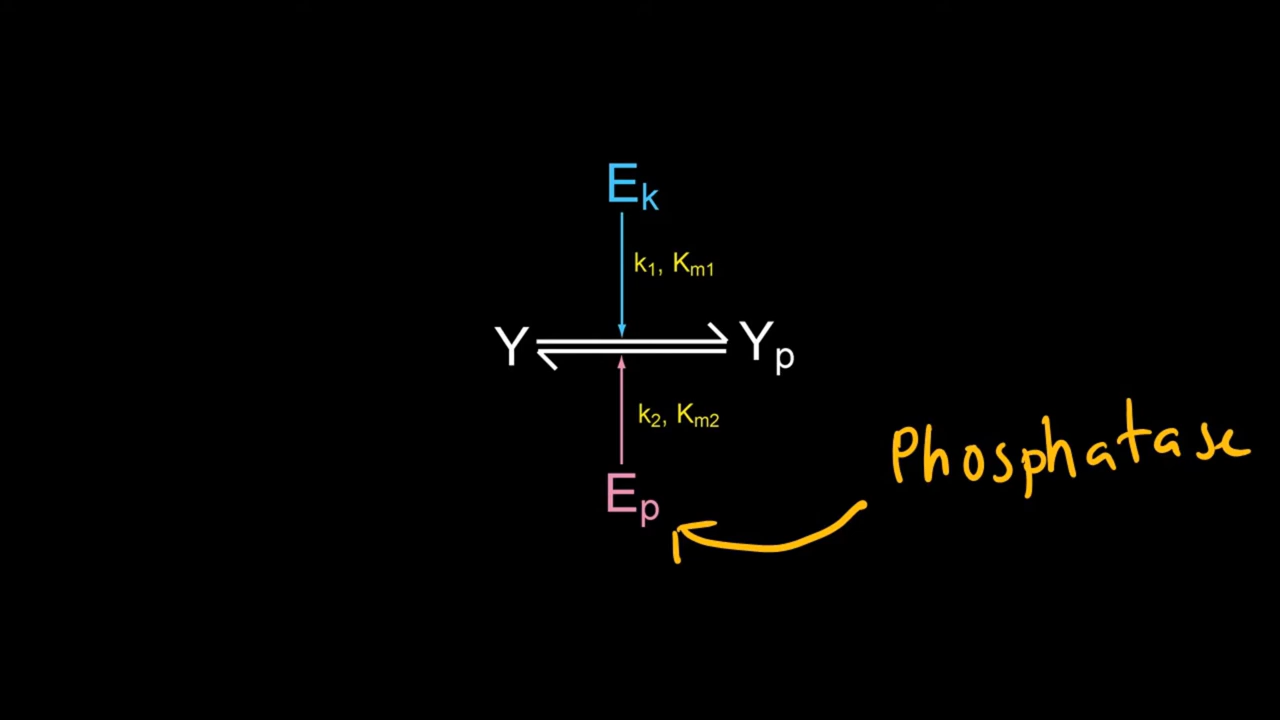 Eₖ
k₁, Kₘ₁
Y Yₚ
k₂, Kₘ₂
Phosphatase
Eₚ